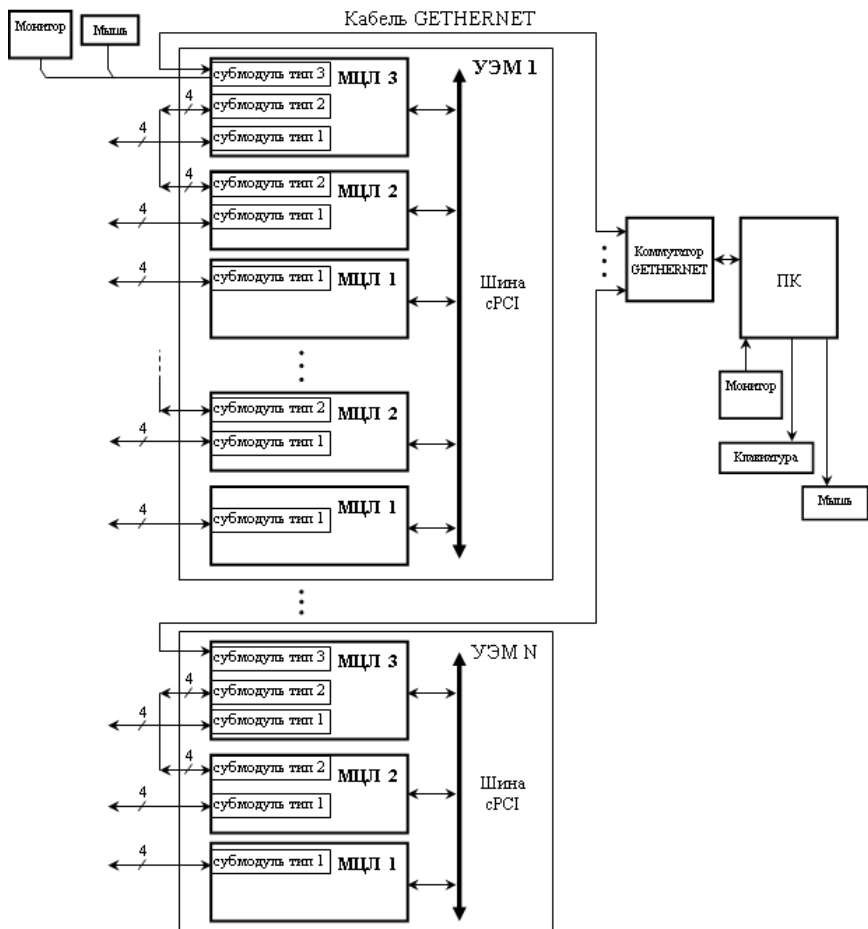 Кабель GETHERNET
Монитор
Мышь
УЭМ 1
субмодуль тип 3
МЦЛ 3
4
субмодуль тип 2
4
субмодуль тип 1
4
субмодуль тип 2
МЦЛ 2
4
субмодуль тип 1
4
субмодуль тип 1
МЦЛ 1
Шина
cPCI
Коммутатор
GETHERNET
ПК
Монитор
Клавиатура
Мышь
субмодуль тип 2
МЦЛ 2
4
субмодуль тип 1
4
субмодуль тип 1
МЦЛ 1
УЭМ N
субмодуль тип 3
МЦЛ 3
4
субмодуль тип 2
4
субмодуль тип 1
4
субмодуль тип 2
МЦЛ 2
4
субмодуль тип 1
Шина
cPCI
4
субмодуль тип 1
МЦЛ 1